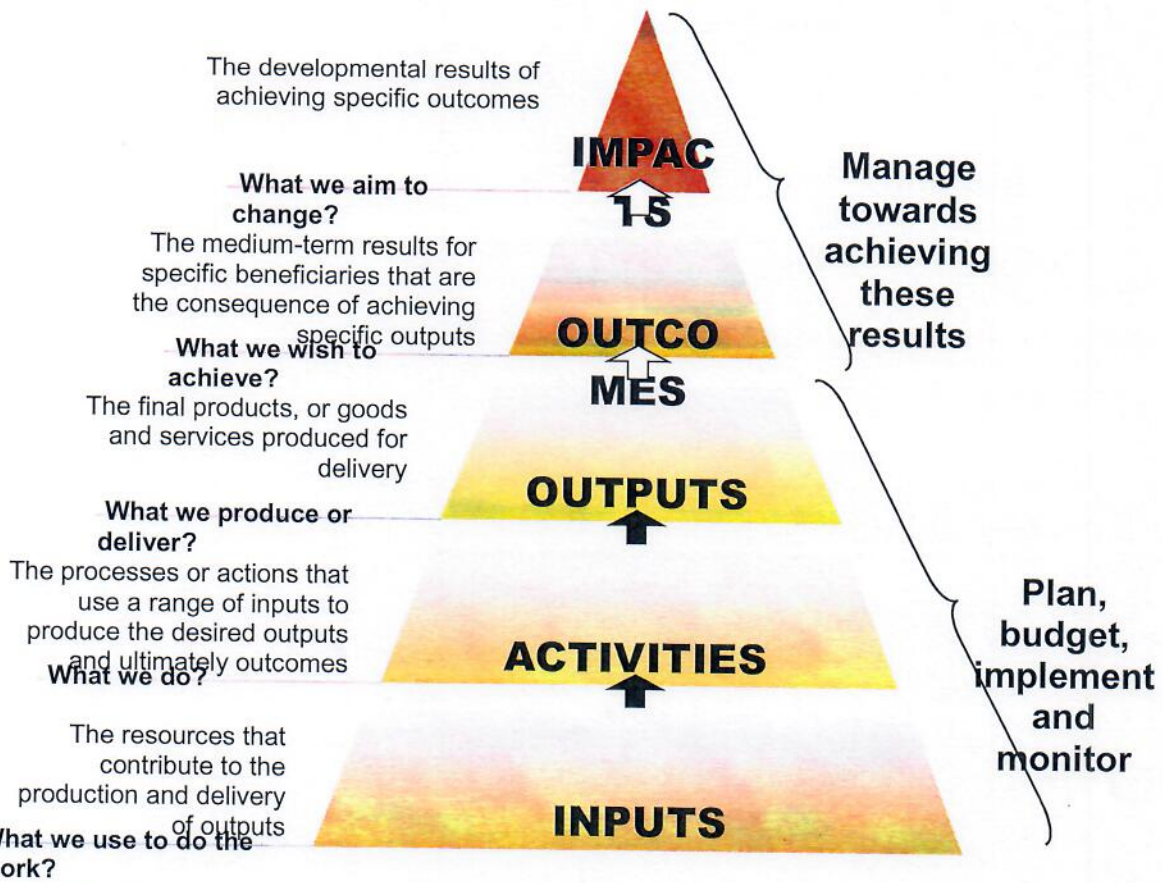 The developmental results of
achieving specific outcomes
IMPAC
TS
What we aim to
change?
The medium-term results for
specific beneficiaries that are
the consequence of achieving
specific outputs
OUTCO
MES
What we wish to
achieve?
The final products, or goods
and services produced for
delivery
OUTPUTS
What we produce or
deliver?
The processes or actions that
use a range of inputs to
produce the desired outputs
and ultimately outcomes
ACTIVITIES
What we do?
The resources that
contribute to the
production and delivery
of outputs
INPUTS
What we use to do the
ork?
Manage
towards
achieving
these
results
Plan,
budget,
implement
and
monitor